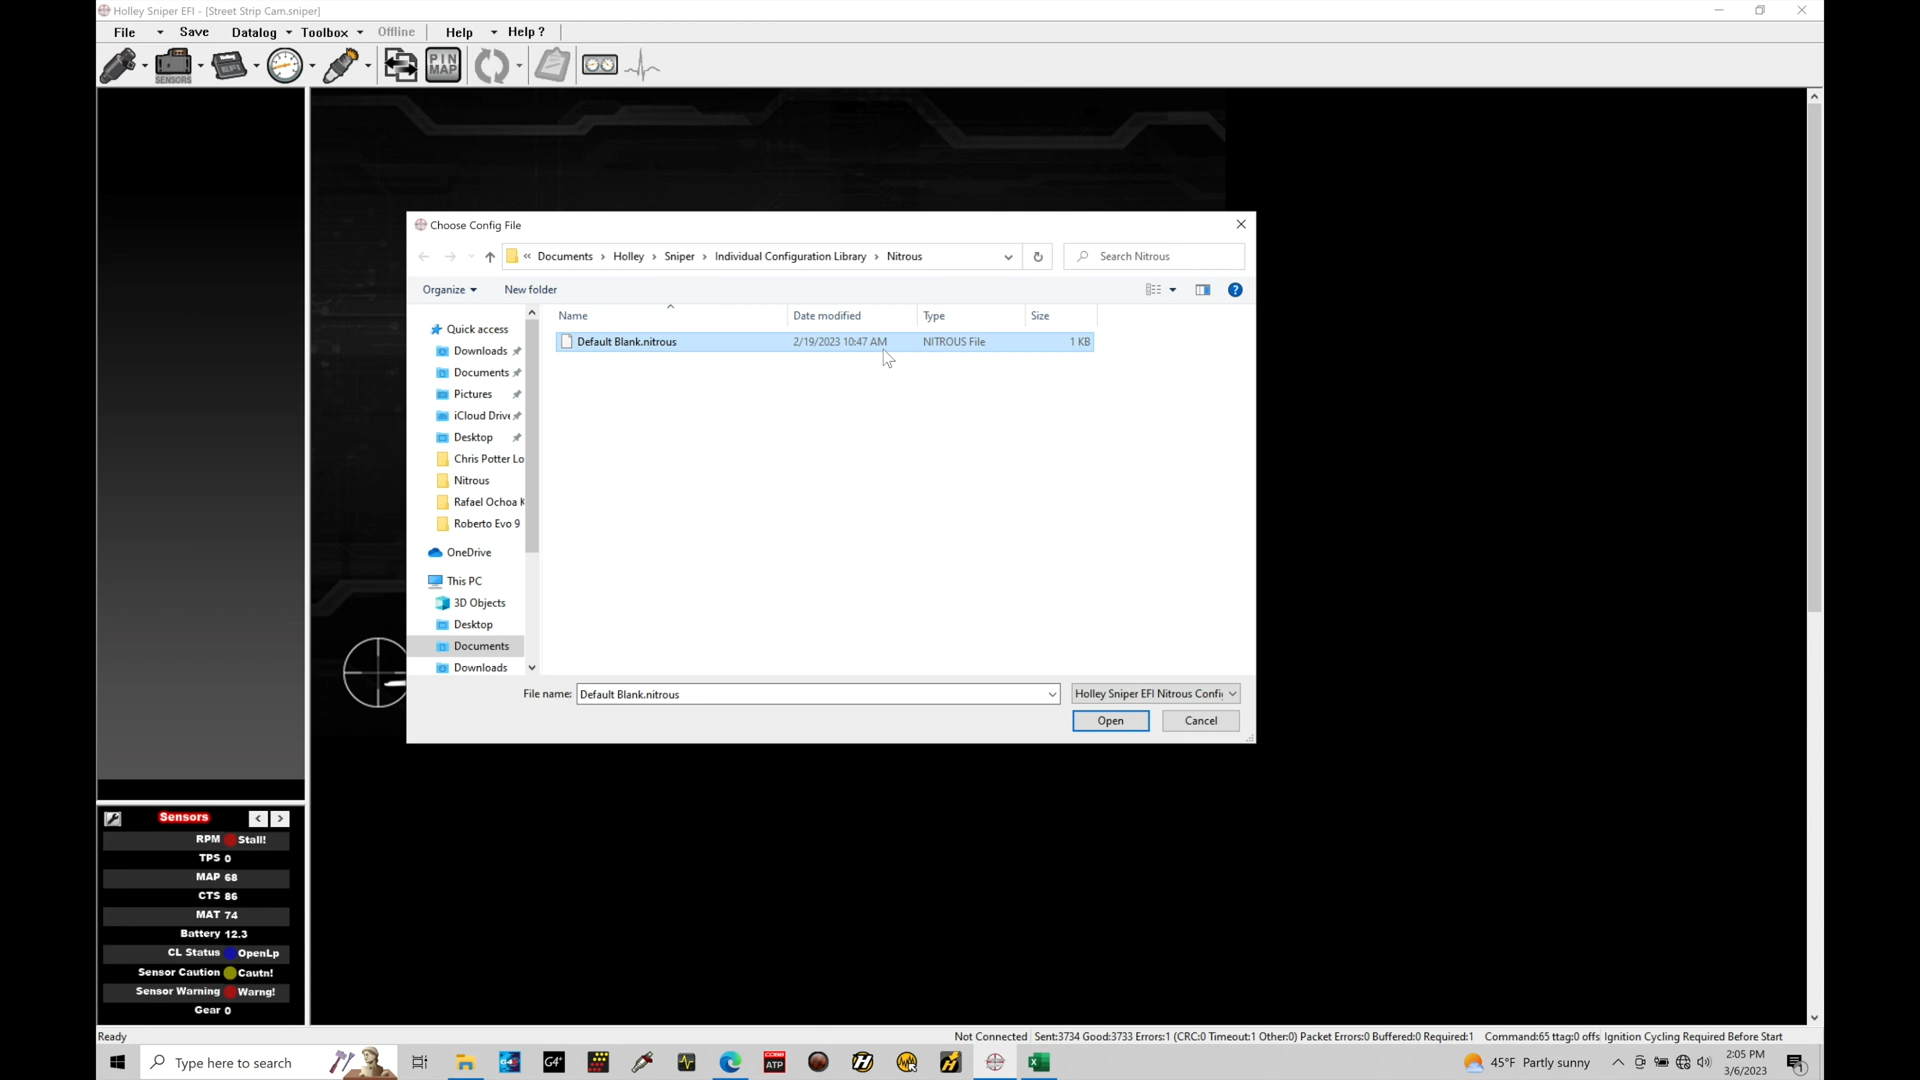 Holley Sniper EFI - [Street Strip Cam.sniper]
File Save Datalog Toolbox Offline Help Help ?
SENSORS EFI PIN MAP
Choose Config File
« Documents › Holley › Sniper › Individual Configuration Library › Nitrous
Search Nitrous
Organize New folder ?
Name Date modified Type Size
Default Blank.nitrous 2/19/2023 10:47 AM NITROUS File 1 KB
Quick access
Downloads
Documents
Pictures
iCloud Drive
Desktop
Chris Potter Lo
Nitrous
Rafael Ochoa K
Roberto Evo 9
OneDrive
This PC
3D Objects
Desktop
Documents
Downloads
File name: Default Blank.nitrous
Holley Sniper EFI Nitrous Confi
Open Cancel
Sensors < >
RPM Stall!
TPS 0
MAP 68
CTS 86
MAT 74
Battery 12.3
CL Status OpenLp
Sensor Caution Cautn!
Sensor Warning Warng!
Gear 0
Ready Not Connected Sent:3734 Good:3733 Errors:1 (CRC:0 Timeout:1 Other:0) Packet Errors:0 Buffered:0 Required:1 Command:65 ttag:0 offs Ignition Cycling Required Before Start
Type here to search
G4X G4+ COBB ATP
45°F Partly sunny
2:05 PM
3/6/2023
1